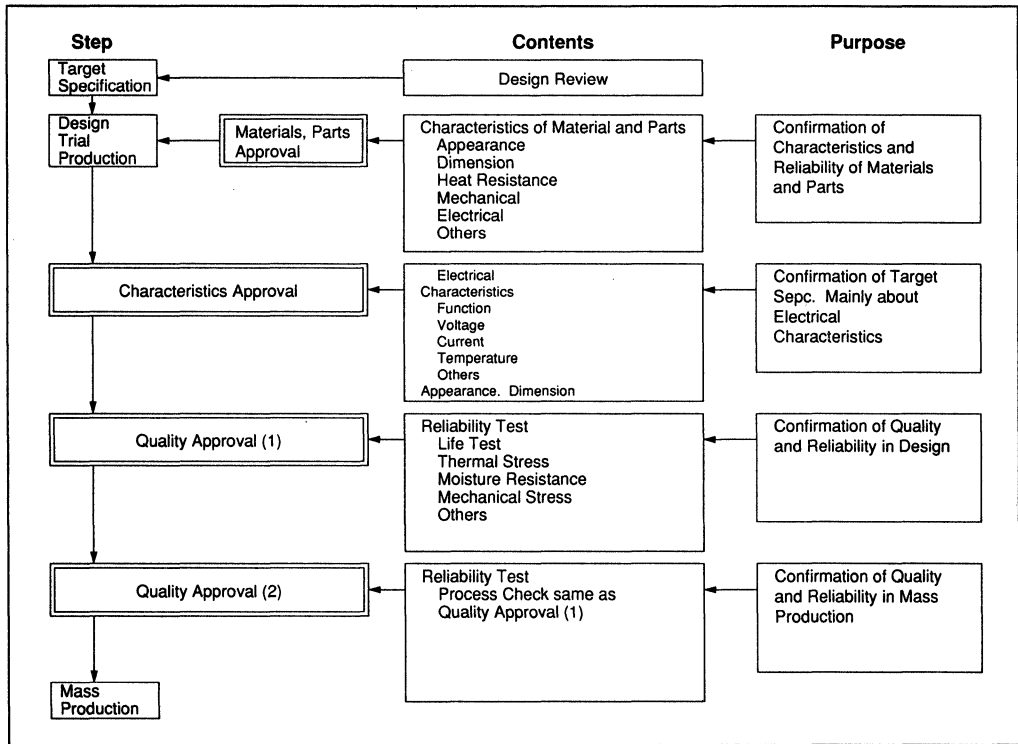 Step
Contents
Purpose
Target
Specification
Design Review
Design
Trial
Production
Materials, Parts
Approval
Characteristics of Material and Parts
Appearance
Dimension
Heat Resistance
Mechanical
Electrical
Others
Confirmation of
Characteristics and
Reliability of Materials
and Parts
Characteristics Approval
Electrical
Characteristics
Function
Voltage
Current
Temperature
Others
Appearance. Dimension
Confirmation of Target
Sepc. Mainly about
Electrical
Characteristics
Quality Approval (1)
Reliability Test
Life Test
Thermal Stress
Moisture Resistance
Mechanical Stress
Others
Confirmation of Quality
and Reliability in Design
Quality Approval (2)
Reliability Test
Process Check same as
Quality Approval (1)
Confirmation of Quality
and Reliability in Mass
Production
Mass
Production